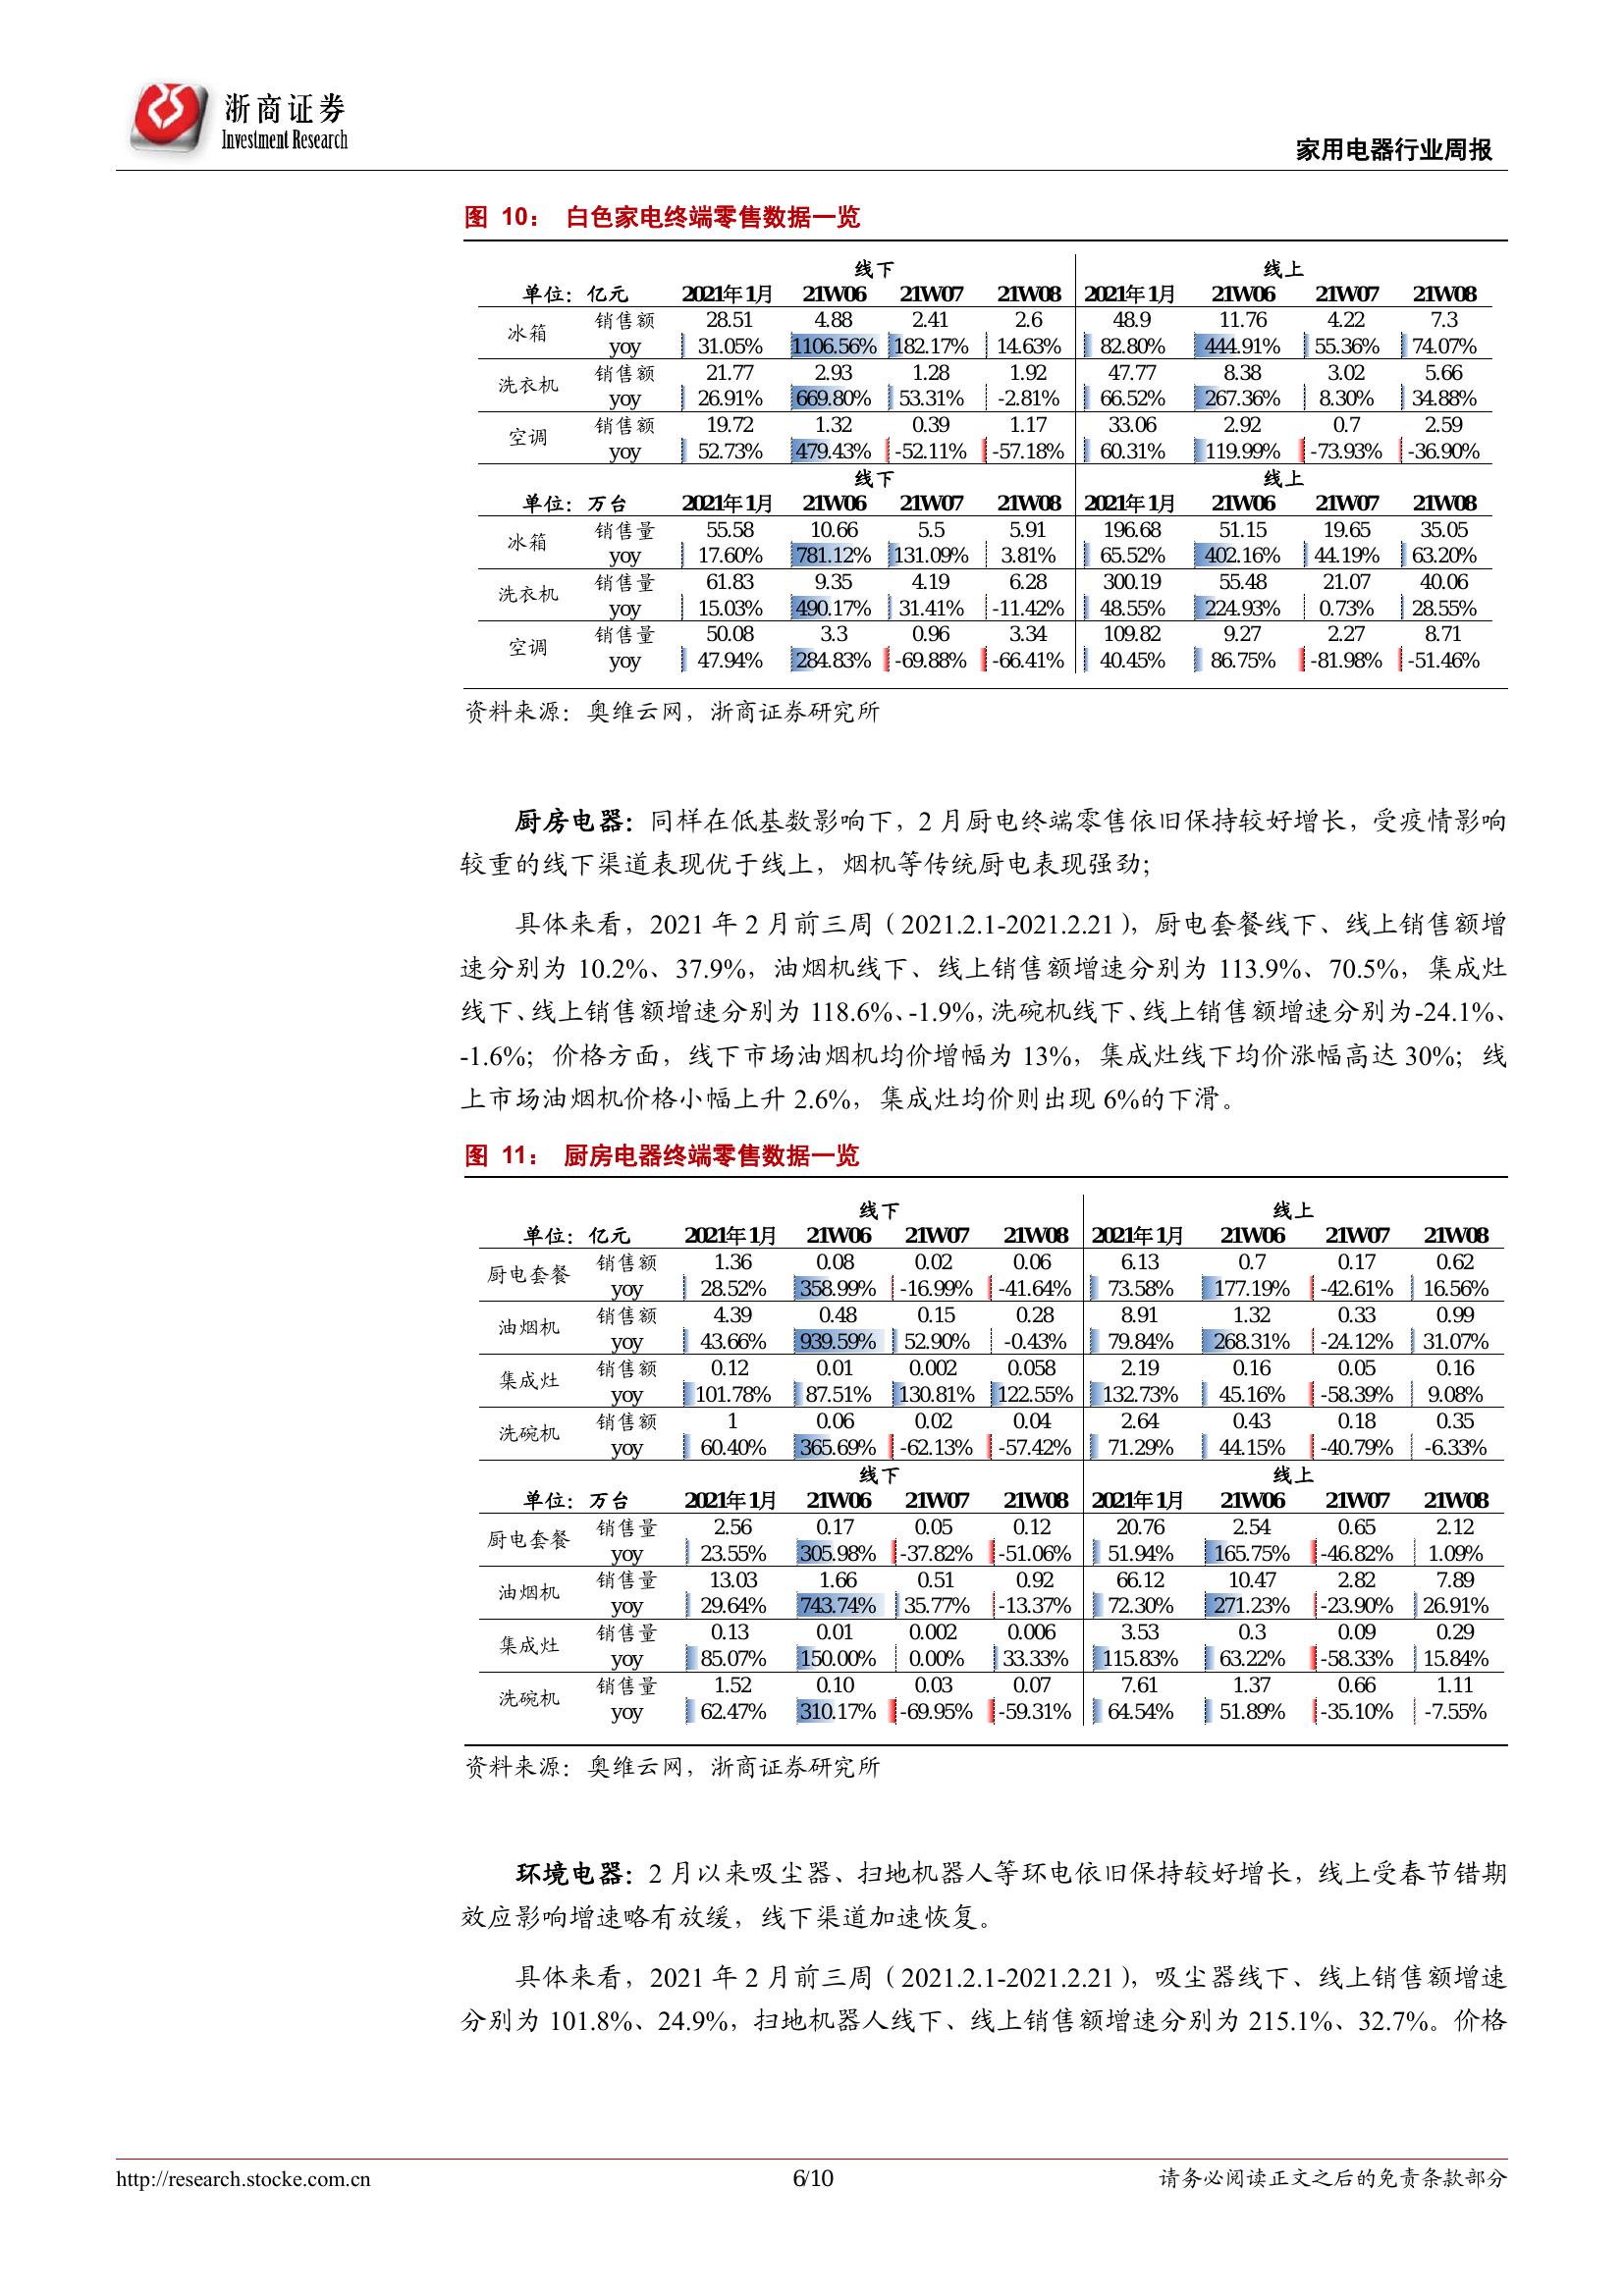 浙商证券
Investment Research
家用电器行业周报
图 10： 白色家电终端零售数据一览
线下 线上
单位：亿元 2021年1月 21W06 21W07 21W08 2021年1月 21W06 21W07 21W08
冰箱 销售额 28.51 4.88 2.41 2.6 48.9 11.76 4.22 7.3
yoy 31.05% 1106.56% 182.17% 14.63% 82.80% 444.91% 55.36% 74.07%
洗衣机 销售额 21.77 2.93 1.28 1.92 47.77 8.38 3.02 5.66
yoy 26.91% 669.80% 53.31% -2.81% 66.52% 267.36% 8.30% 34.88%
空调 销售额 19.72 1.32 0.39 1.17 33.06 2.92 0.7 2.59
yoy 52.73% 479.43% -52.11% -57.18% 60.31% 119.99% -73.93% -36.90%
线下 线上
单位：万台 2021年1月 21W06 21W07 21W08 2021年1月 21W06 21W07 21W08
冰箱 销售量 55.58 10.66 5.5 5.91 196.68 51.15 19.65 35.05
yoy 17.60% 781.12% 131.09% 3.81% 65.52% 402.16% 44.19% 63.20%
洗衣机 销售量 61.83 9.35 4.19 6.28 300.19 55.48 21.07 40.06
yoy 15.03% 490.17% 31.41% -11.42% 48.55% 224.93% 0.73% 28.55%
空调 销售量 50.08 3.3 0.96 3.34 109.82 9.27 2.27 8.71
yoy 47.94% 284.83% -69.88% -66.41% 40.45% 86.75% -81.98% -51.46%
资料来源：奥维云网，浙商证券研究所
厨房电器：同样在低基数影响下，2 月厨电终端零售依旧保持较好增长，受疫情影响
较重的线下渠道表现优于线上，烟机等传统厨电表现强劲；
具体来看，2021 年 2 月前三周（2021.2.1-2021.2.21），厨电套餐线下、线上销售额增
速分别为 10.2%、37.9%，油烟机线下、线上销售额增速分别为 113.9%、70.5%，集成灶
线下、线上销售额增速分别为 118.6%、-1.9%，洗碗机线下、线上销售额增速分别为-24.1%、
-1.6%；价格方面，线下市场油烟机均价增幅为 13%，集成灶线下均价涨幅高达 30%；线
上市场油烟机价格小幅上升 2.6%，集成灶均价则出现 6%的下滑。
图 11： 厨房电器终端零售数据一览
线下 线上
单位：亿元 2021年1月 21W06 21W07 21W08 2021年1月 21W06 21W07 21W08
厨电套餐 销售额 1.36 0.08 0.02 0.06 6.13 0.7 0.17 0.62
yoy 28.52% 358.99% -16.99% -41.64% 73.58% 177.19% -42.61% 16.56%
油烟机 销售额 4.39 0.48 0.15 0.28 8.91 1.32 0.33 0.99
yoy 43.66% 939.59% 52.90% -0.43% 79.84% 268.31% -24.12% 31.07%
集成灶 销售额 0.12 0.01 0.002 0.058 2.19 0.16 0.05 0.16
yoy 101.78% 87.51% 130.81% 122.55% 132.73% 45.16% -58.39% 9.08%
洗碗机 销售额 1 0.06 0.02 0.04 2.64 0.43 0.18 0.35
yoy 60.40% 365.69% -62.13% -57.42% 71.29% 44.15% -40.79% -6.33%
线下 线上
单位：万台 2021年1月 21W06 21W07 21W08 2021年1月 21W06 21W07 21W08
厨电套餐 销售量 2.56 0.17 0.05 0.12 20.76 2.54 0.65 2.12
yoy 23.55% 305.98% -37.82% -51.06% 51.94% 165.75% -46.82% 1.09%
油烟机 销售量 13.03 1.66 0.51 0.92 66.12 10.47 2.82 7.89
yoy 29.64% 743.74% 35.77% -13.37% 72.30% 271.23% -23.90% 26.91%
集成灶 销售量 0.13 0.01 0.002 0.006 3.53 0.3 0.09 0.29
yoy 85.07% 150.00% 0.00% 33.33% 115.83% 63.22% -58.33% 15.84%
洗碗机 销售量 1.52 0.10 0.03 0.07 7.61 1.37 0.66 1.11
yoy 62.47% 310.17% -69.95% -59.31% 64.54% 51.89% -35.10% -7.55%
资料来源：奥维云网，浙商证券研究所
环境电器：2 月以来吸尘器、扫地机器人等环电依旧保持较好增长，线上受春节错期
效应影响增速略有放缓，线下渠道加速恢复。
具体来看，2021 年 2 月前三周（2021.2.1-2021.2.21），吸尘器线下、线上销售额增速
分别为 101.8%、24.9%，扫地机器人线下、线上销售额增速分别为 215.1%、32.7%。价格
http://research.stocke.com.cn 6/10 请务必阅读正文之后的免责条款部分